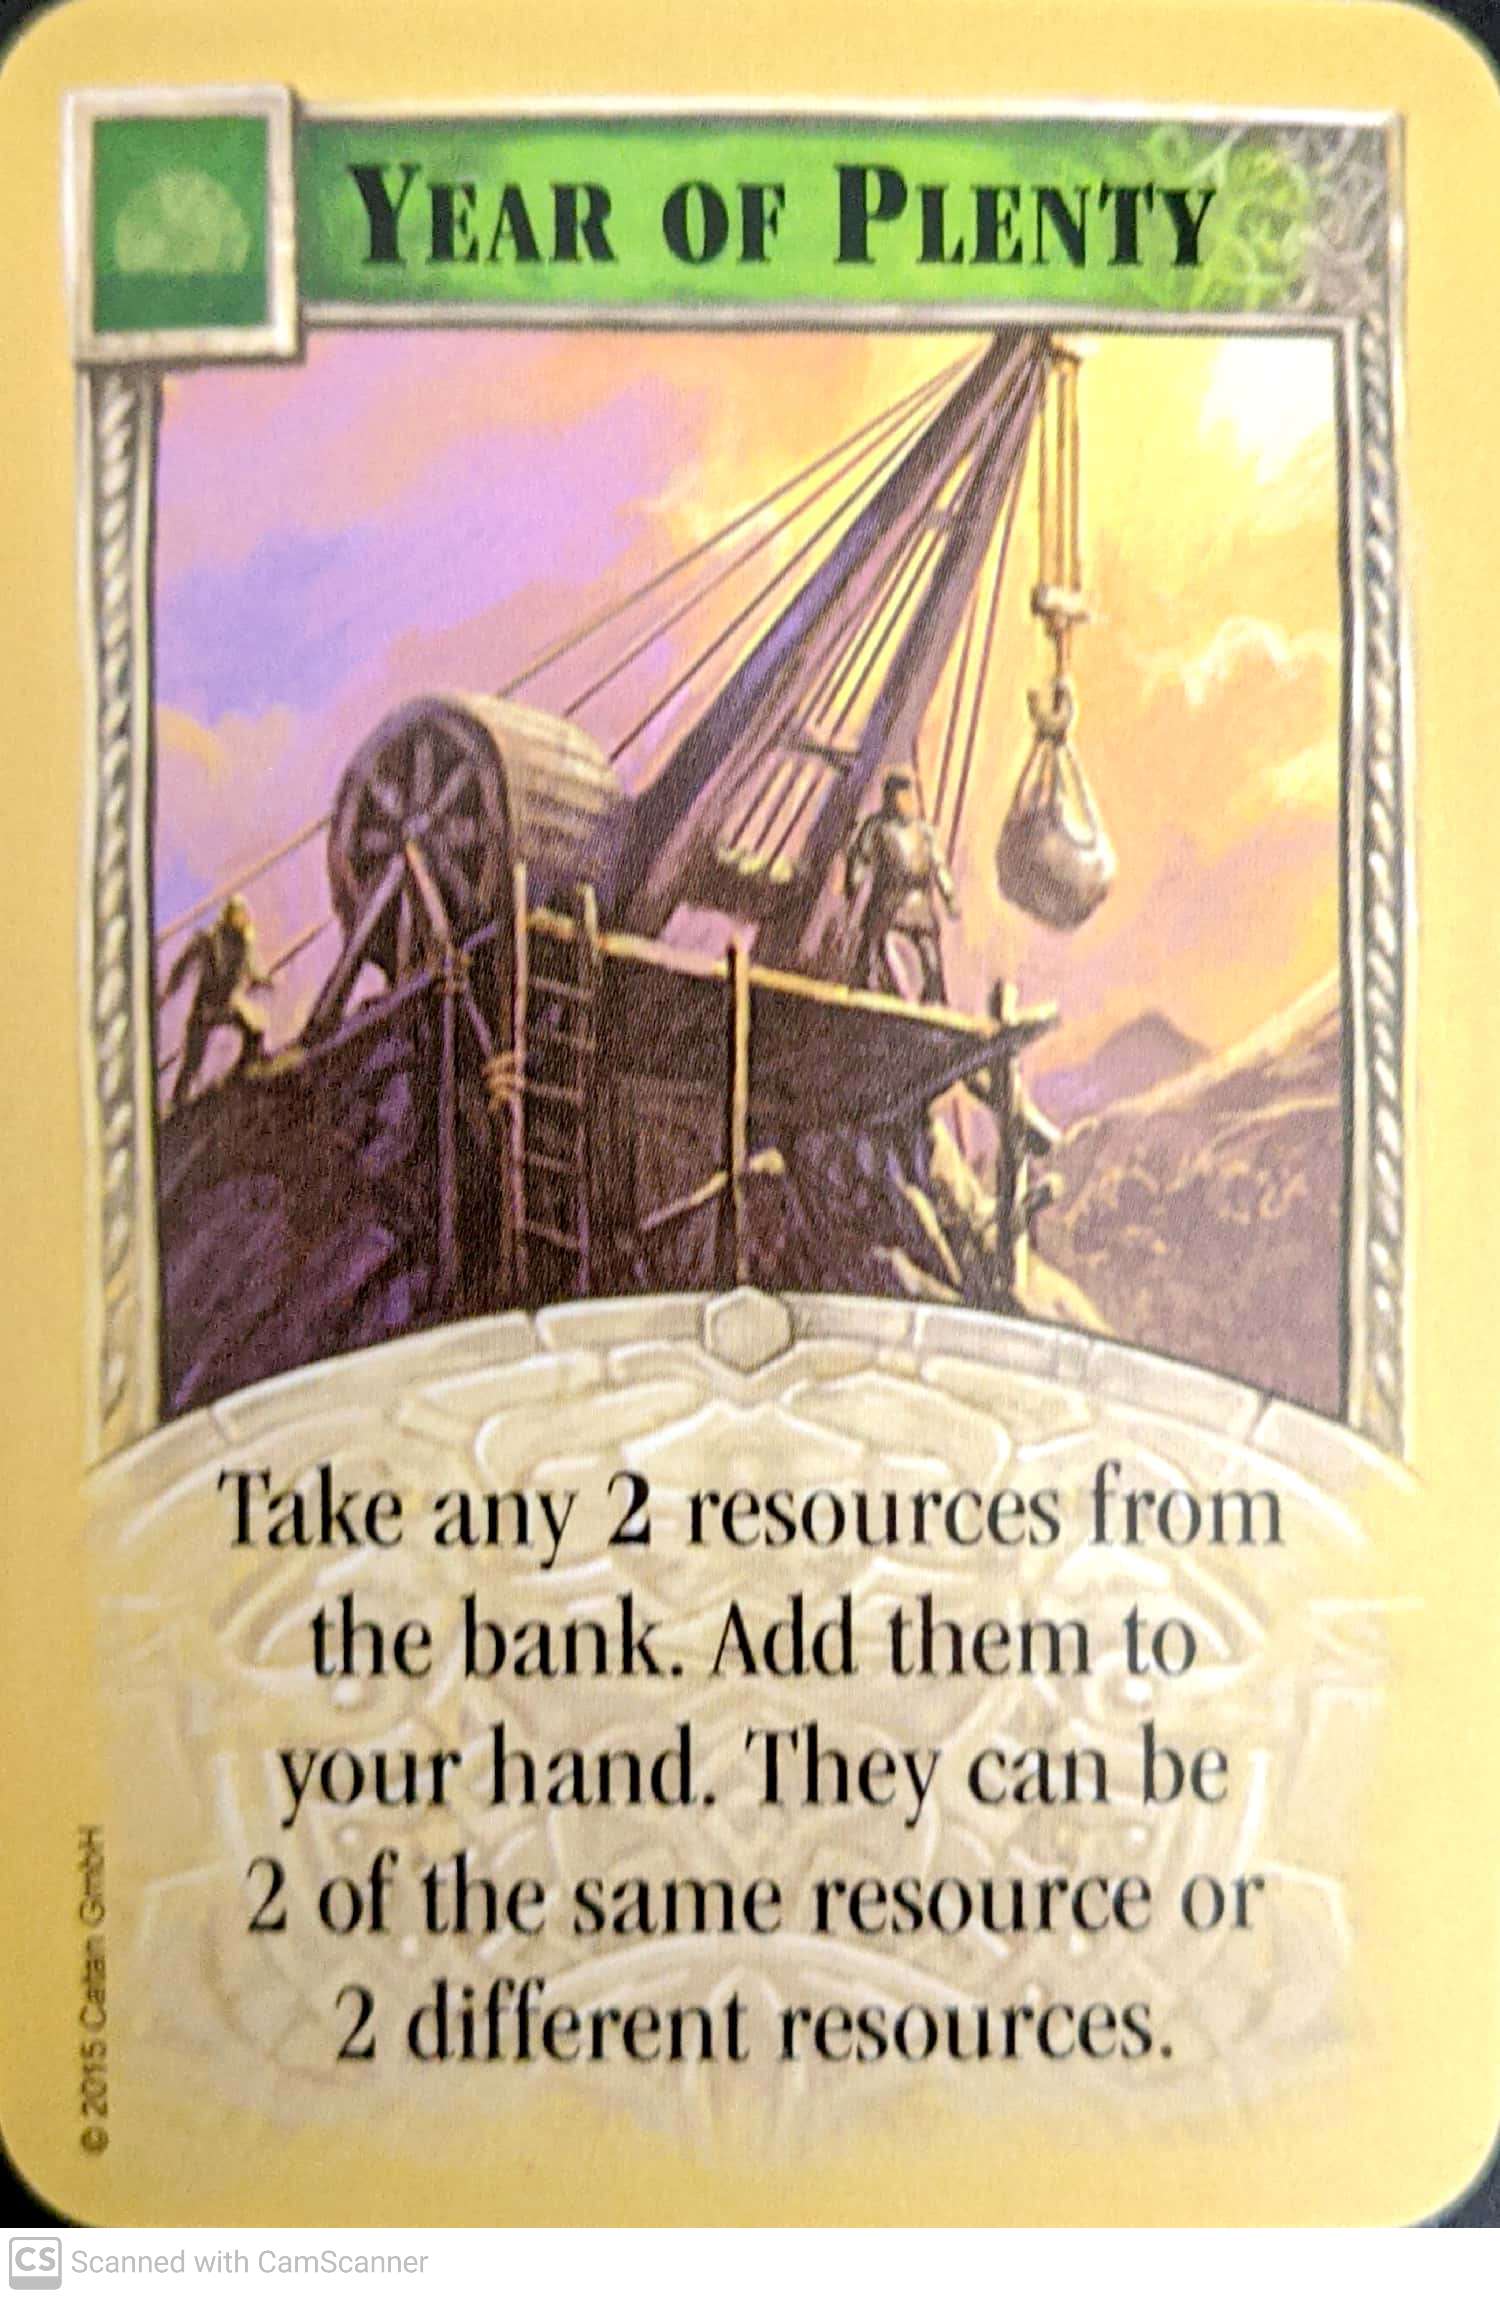 YEAR OF PLENTY
Take any 2 resources from
the bank. Add them to
your hand. They can be
2 of the same resource or
2 different resources.
© 2015 Catan GmbH
CS Scanned with CamScanner